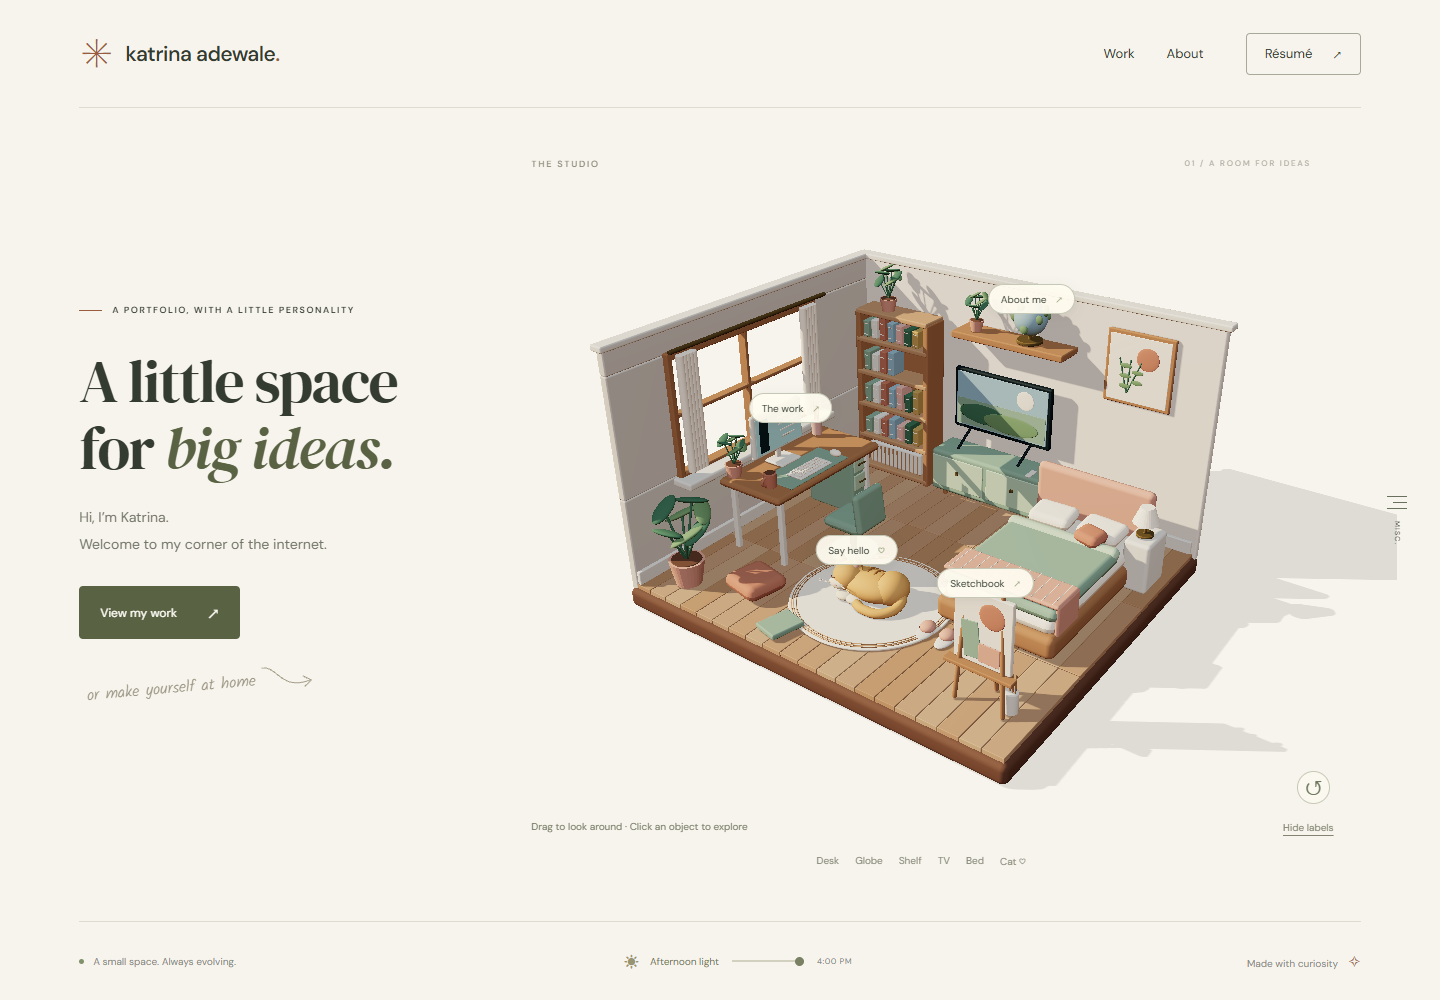 katrina adewale.
Work
About
Résumé ↗
THE STUDIO
01 / A ROOM FOR IDEAS
A PORTFOLIO, WITH A LITTLE PERSONALITY
A little space
for big ideas.
Hi, I’m Katrina.
Welcome to my corner of the internet.
View my work ↗
or make yourself at home
About me ↗
The work ↗
Say hello ♡
Sketchbook ↗
MISC.
Drag to look around · Click an object to explore
Hide labels
Desk
Globe
Shelf
TV
Bed
Cat ♡
A small space. Always evolving.
Afternoon light
4:00 PM
Made with curiosity